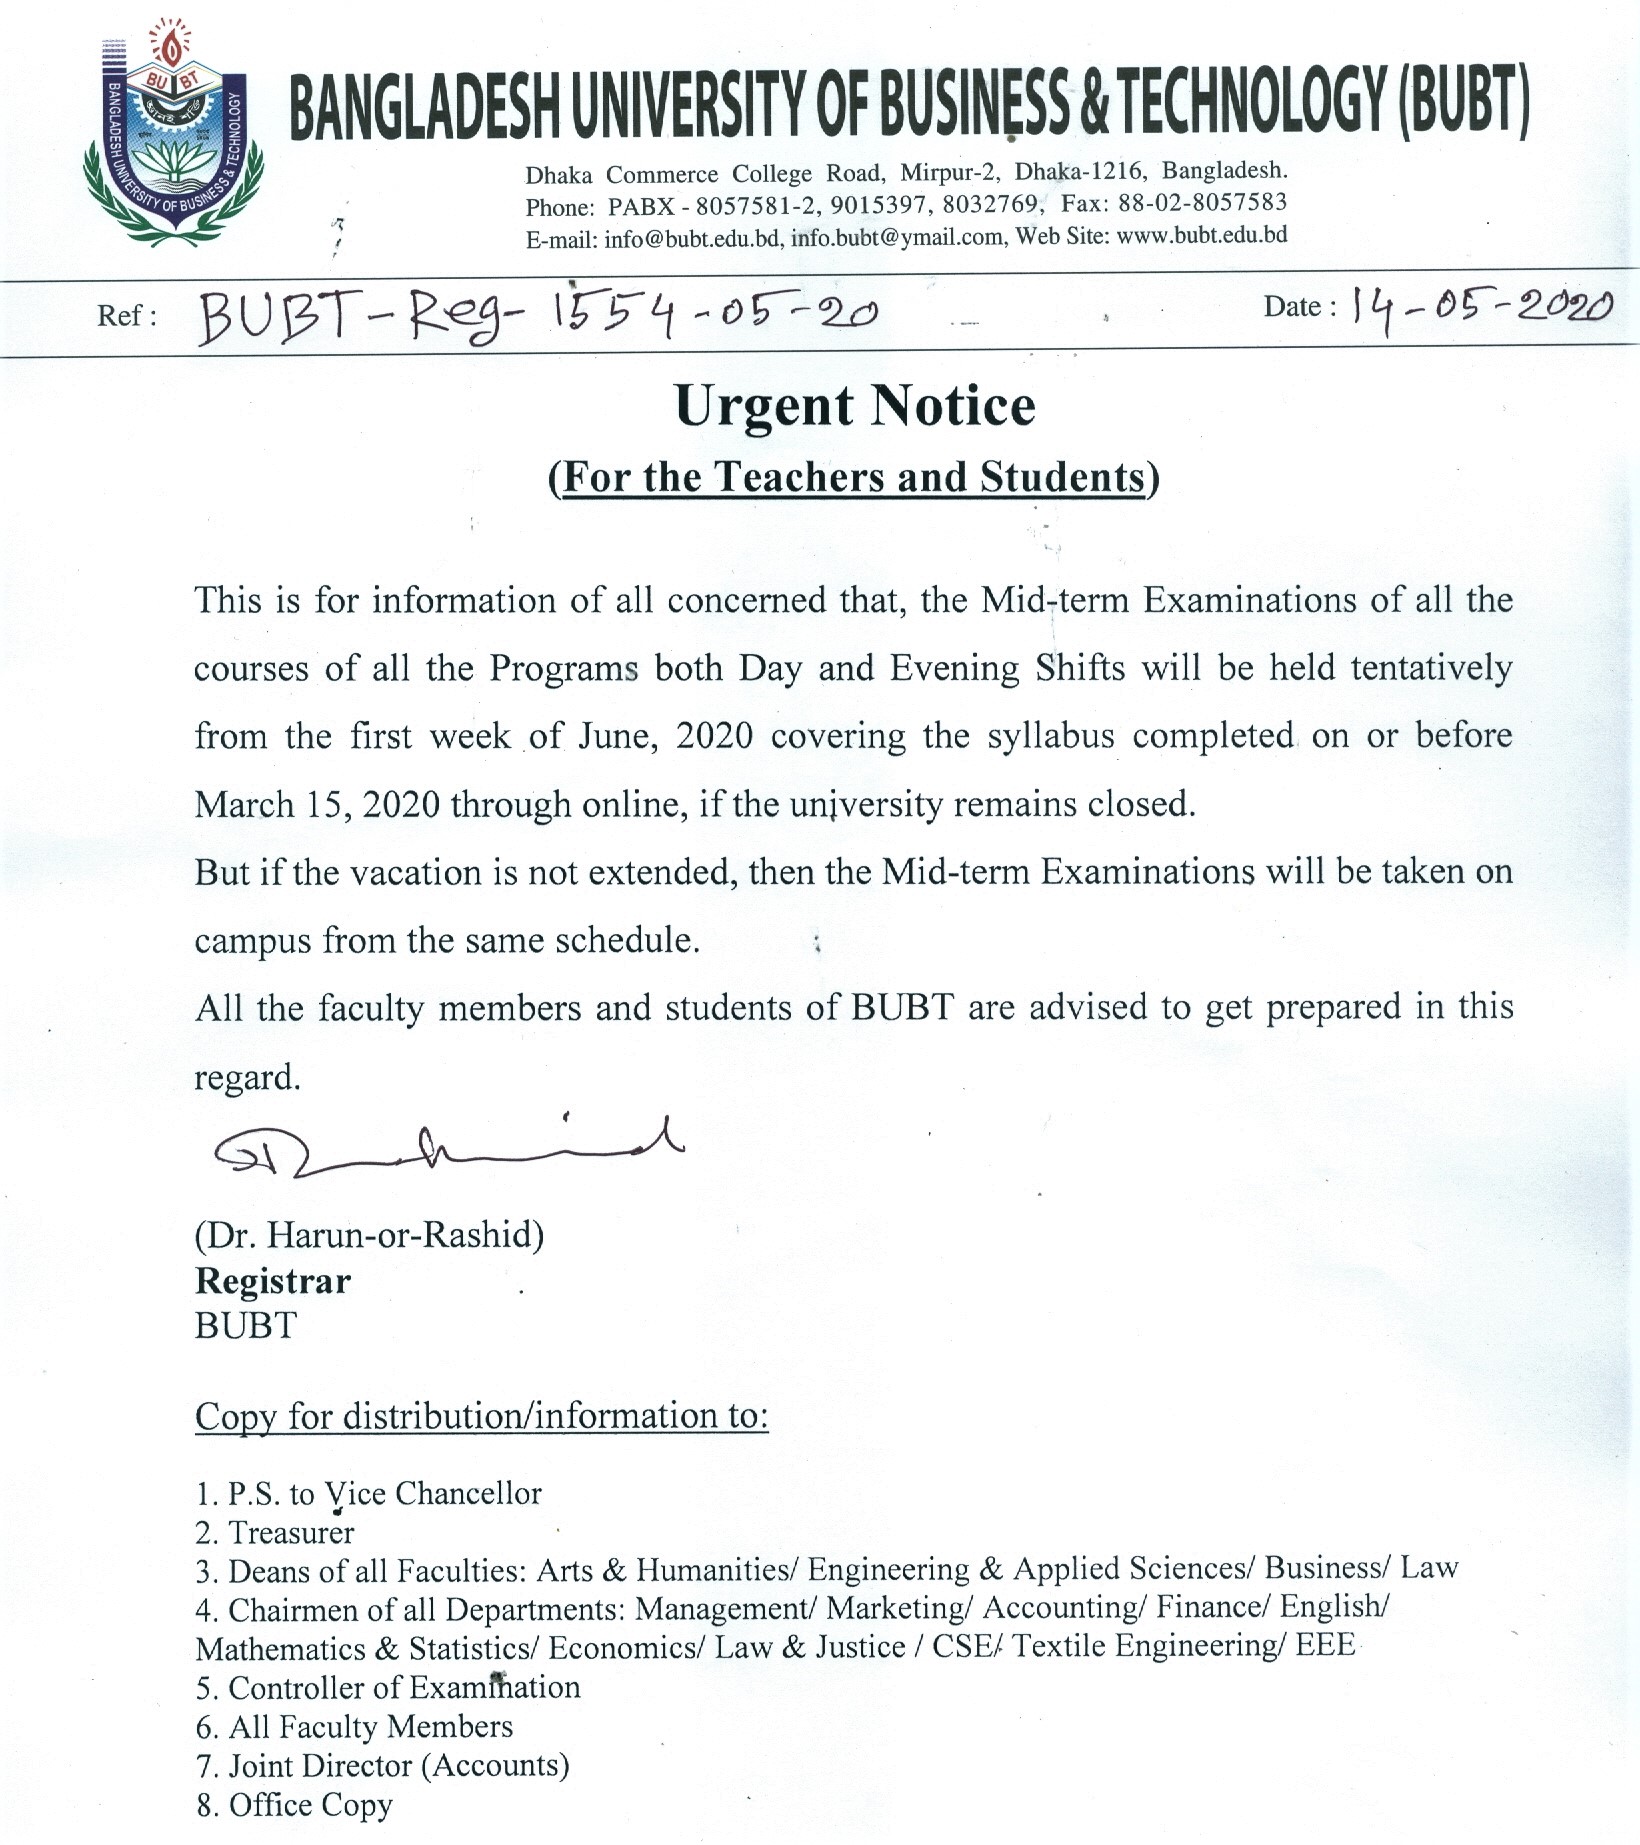 BU BT
BANGLADESH UNIVERSITY OF BUSINESS & TECHNOLOGY
BANGLADESH UNIVERSITY OF BUSINESS & TECHNOLOGY (BUBT)
Dhaka Commerce College Road, Mirpur-2, Dhaka-1216, Bangladesh.
Phone: PABX - 8057581-2, 9015397, 8032769, Fax: 88-02-8057583
E-mail: info@bubt.edu.bd, info.bubt@ymail.com, Web Site: www.bubt.edu.bd
Ref : BUBT-Reg-1554-05-20 Date : 14-05-2020
Urgent Notice
(For the Teachers and Students)
This is for information of all concerned that, the Mid-term Examinations of all the
courses of all the Programs both Day and Evening Shifts will be held tentatively
from the first week of June, 2020 covering the syllabus completed on or before
March 15, 2020 through online, if the university remains closed.
But if the vacation is not extended, then the Mid-term Examinations will be taken on
campus from the same schedule.
All the faculty members and students of BUBT are advised to get prepared in this
regard.
(Dr. Harun-or-Rashid)
Registrar
BUBT
Copy for distribution/information to:
1. P.S. to Vice Chancellor
2. Treasurer
3. Deans of all Faculties: Arts & Humanities/ Engineering & Applied Sciences/ Business/ Law
4. Chairmen of all Departments: Management/ Marketing/ Accounting/ Finance/ English/
Mathematics & Statistics/ Economics/ Law & Justice / CSE/ Textile Engineering/ EEE
5. Controller of Examination
6. All Faculty Members
7. Joint Director (Accounts)
8. Office Copy